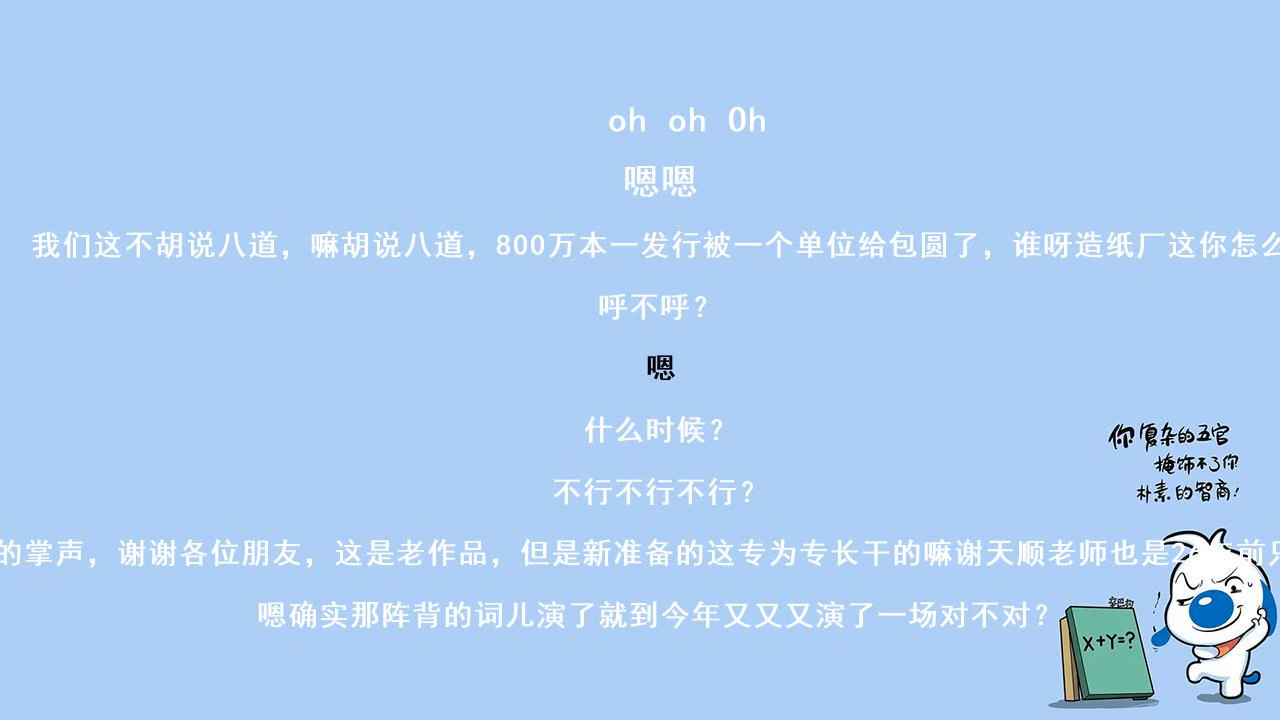 oh oh Oh
嗯嗯
我们这不胡说八道，嘛胡说八道，800万本一发行被一个单位给包圆了，谁呀造纸厂这你怎么
呼不呼？
嗯
什么时候？
不行不行不行？
的掌声，谢谢各位朋友，这是老作品，但是新准备的这专为专长干的嘛谢天顺老师也是2 前只
嗯确实那阵背的词儿演了就到今年又又又演了一场对不对？
你复杂的五官
掩饰不了你
朴素的智商！
X+Y=?